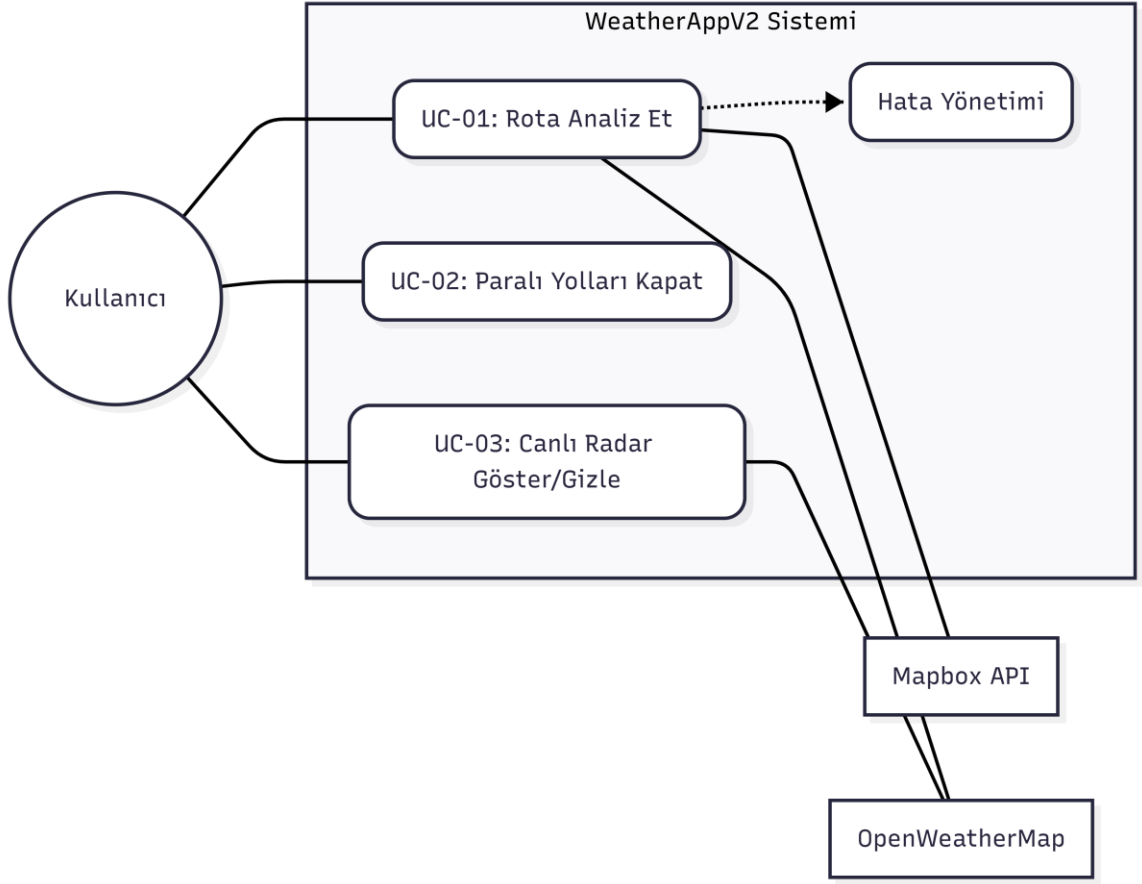 WeatherAppV2 Sistemi
Hata Yönetimi
UC-01: Rota Analiz Et
UC-02: Paralı Yolları Kapat
Kullanıcı
UC-03: Canlı Radar
Göster/Gizle
Mapbox API
OpenWeatherMap